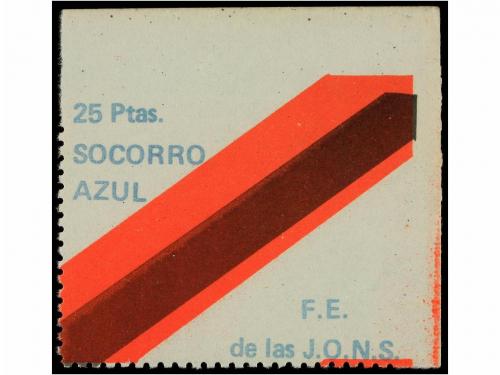 25 Ptas.
SOCORRO
AZUL
F.E.
de las J.O.N.S.